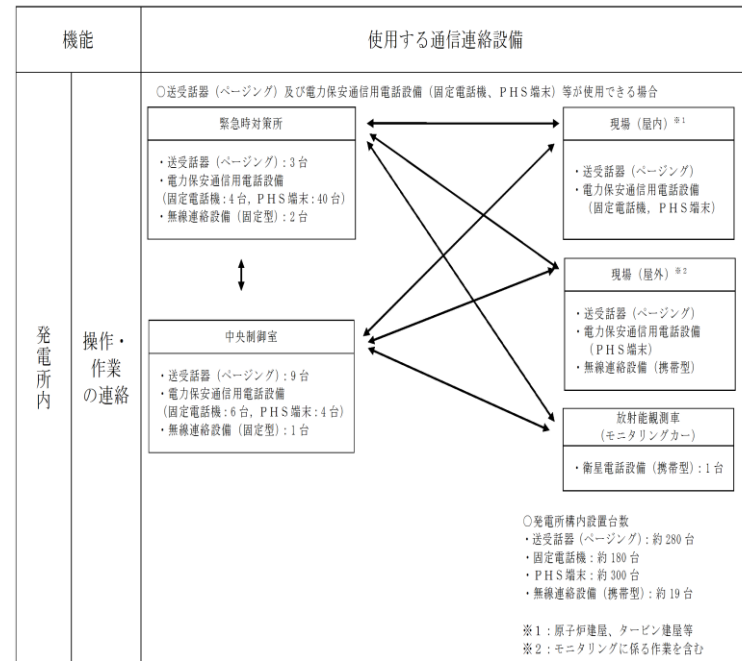 機能
使用する通信連絡設備
発電所内
操作・
作業
の連絡
○送受話器（ページング）及び電力保安通信用電話設備（固定電話機、ＰＨＳ端末）等が使用できる場合
緊急時対策所
・送受話器（ページング）：3台
・電力保安通信用電話設備
（固定電話機：4台，ＰＨＳ端末：40台）
・無線連絡設備（固定型）：2台
中央制御室
・送受話器（ページング）：9台
・電力保安通信用電話設備
（固定電話機：6台，ＰＨＳ端末：4台）
・無線連絡設備（固定型）：1台
現場（屋内）※1
・送受話器（ページング）
・電力保安通信用電話設備
（固定電話機，ＰＨＳ端末）
現場（屋外）※2
・送受話器（ページング）
・電力保安通信用電話設備
（ＰＨＳ端末）
・無線連絡設備（携帯型）
放射能観測車
（モニタリングカー）
・衛星電話設備（携帯型）：1台
○発電所構内設置台数
・送受話器（ページング）：約280台
・固定電話機：約180台
・ＰＨＳ端末：約300台
・無線連絡設備（携帯型）：約19台
※1：原子炉建屋、タービン建屋等
※2：モニタリングに係る作業を含む